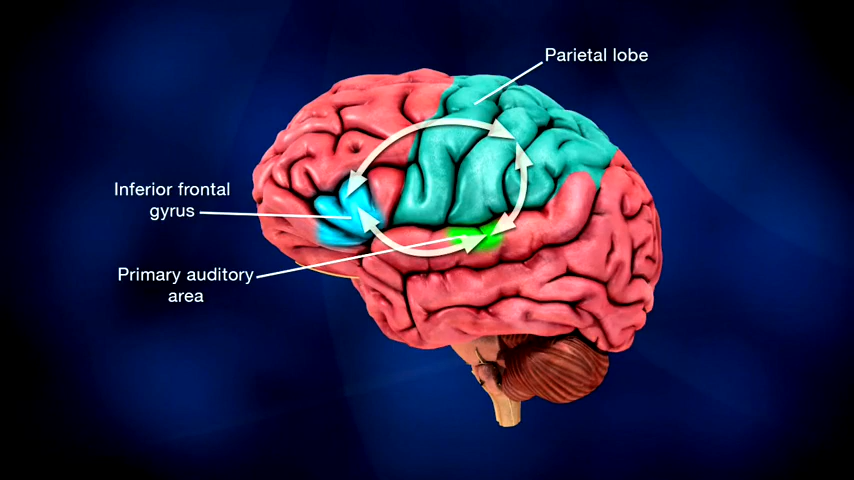 Parietal lobe
Inferior frontal
gyrus
Primary auditory
area